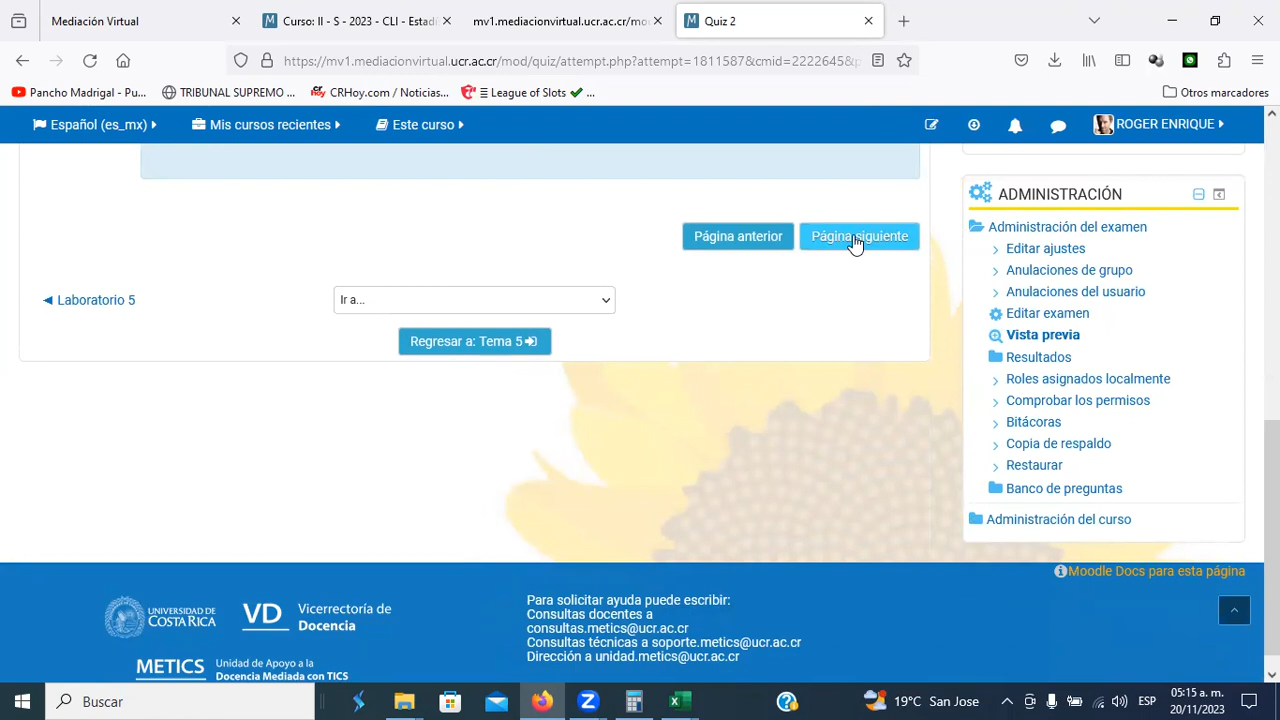 Mediación Virtual
Curso: II - S - 2023 - CLI - Estadí
mv1.mediacionvirtual.ucr.ac.cr/mo
Quiz 2
https://mv1.mediacionvirtual.ucr.ac.cr/mod/quiz/attempt.php?attempt=1811587&cmid=2222645&p
Pancho Madrigal - Pu...
TRIBUNAL SUPREMO ...
CRHoy.com / Noticias...
☰ League of Slots ✔ ...
Otros marcadores
Español (es_mx)
Mis cursos recientes
Este curso
ROGER ENRIQUE
ADMINISTRACIÓN
Administración del examen
Editar ajustes
Anulaciones de grupo
Anulaciones del usuario
Editar examen
Vista previa
Resultados
Roles asignados localmente
Comprobar los permisos
Bitácoras
Copia de respaldo
Restaurar
Banco de preguntas
Administración del curso
Página anterior
Página siguiente
◄ Laboratorio 5
Ir a...
Regresar a: Tema 5
Moodle Docs para esta página
UNIVERSIDAD DE
COSTA RICA
VD
Vicerrectoría de
Docencia
METICS
Unidad de Apoyo a la
Docencia Mediada con TICS
Para solicitar ayuda puede escribir:
Consultas docentes a
consultas.metics@ucr.ac.cr
Consultas técnicas a soporte.metics@ucr.ac.cr
Dirección a unidad.metics@ucr.ac.cr
Buscar
19°C San Jose
ESP
05:15 a. m.
20/11/2023